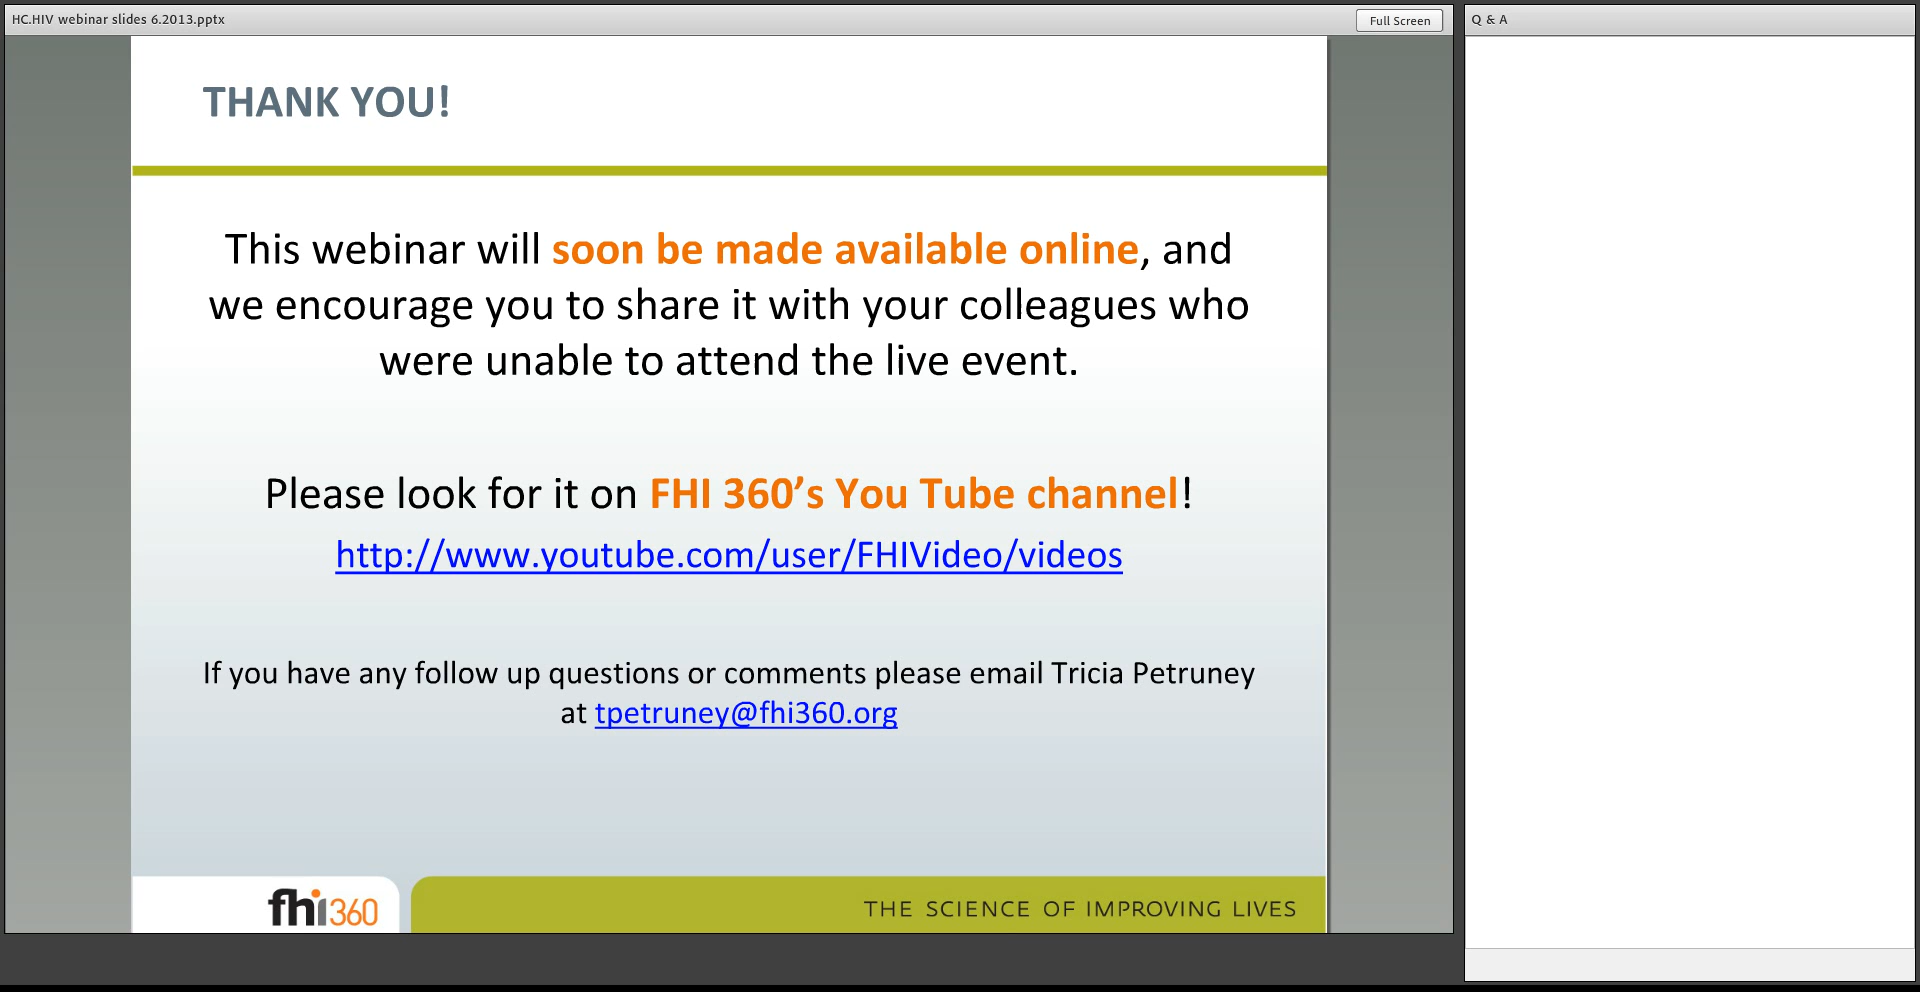 HC.HIV webinar slides 6.2013.pptx
Full Screen
Q & A
THANK YOU!
This webinar will soon be made available online, and
we encourage you to share it with your colleagues who
were unable to attend the live event.
Please look for it on FHI 360’s You Tube channel!
http://www.youtube.com/user/FHIVideo/videos
If you have any follow up questions or comments please email Tricia Petruney
at tpetruney@fhi360.org
fhi360
THE SCIENCE OF IMPROVING LIVES